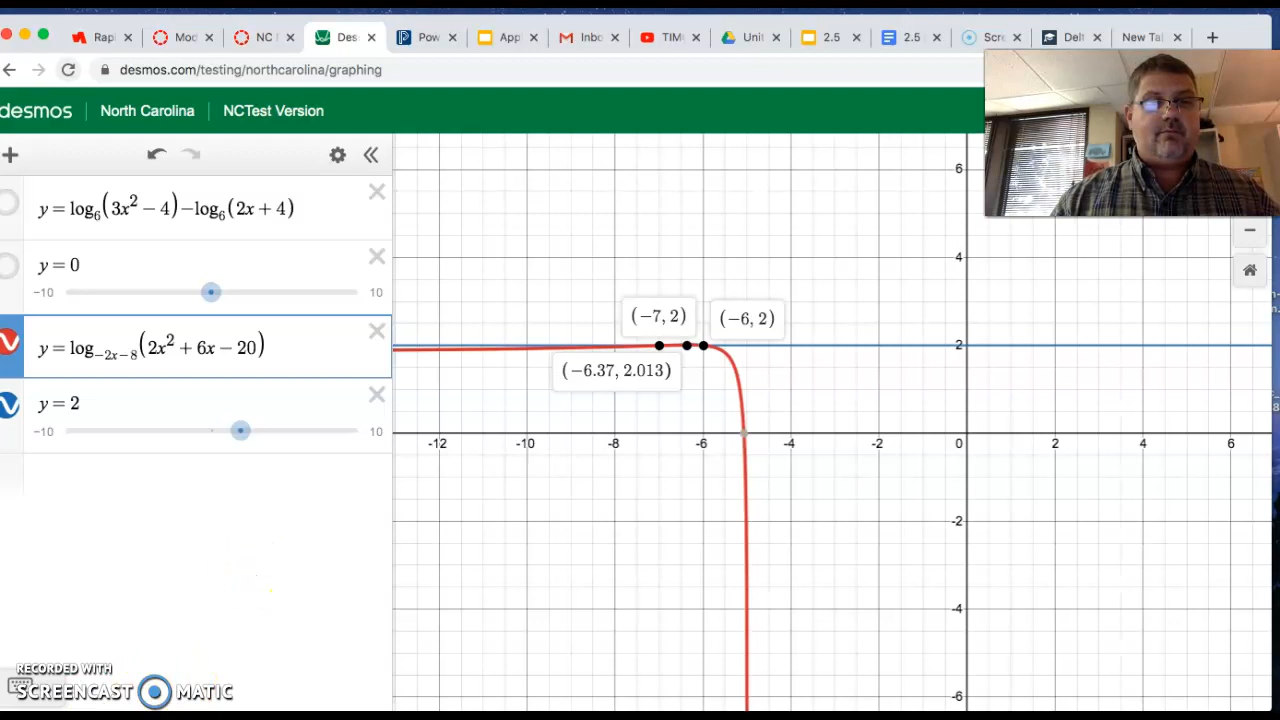 Rapi Mod NC Des Pow App Inbo TIM Unit 2.5 2.5 Scre Delt New Tal
desmos.com/testing/northcarolina/graphing
desmos North Carolina NCTest Version
y = log₆(3x² − 4) − log₆(2x + 4)
y = 0
−10 10
y = log₋₂ₓ₋₈(2x² + 6x − 20)
y = 2
−10 10
6
4
(−7, 2) (−6, 2)
2
(−6.37, 2.013)
-12 -10 -8 -6 -4 -2 0 2 4 6
-2
-4
-6
RECORDED WITH
SCREENCAST MATIC